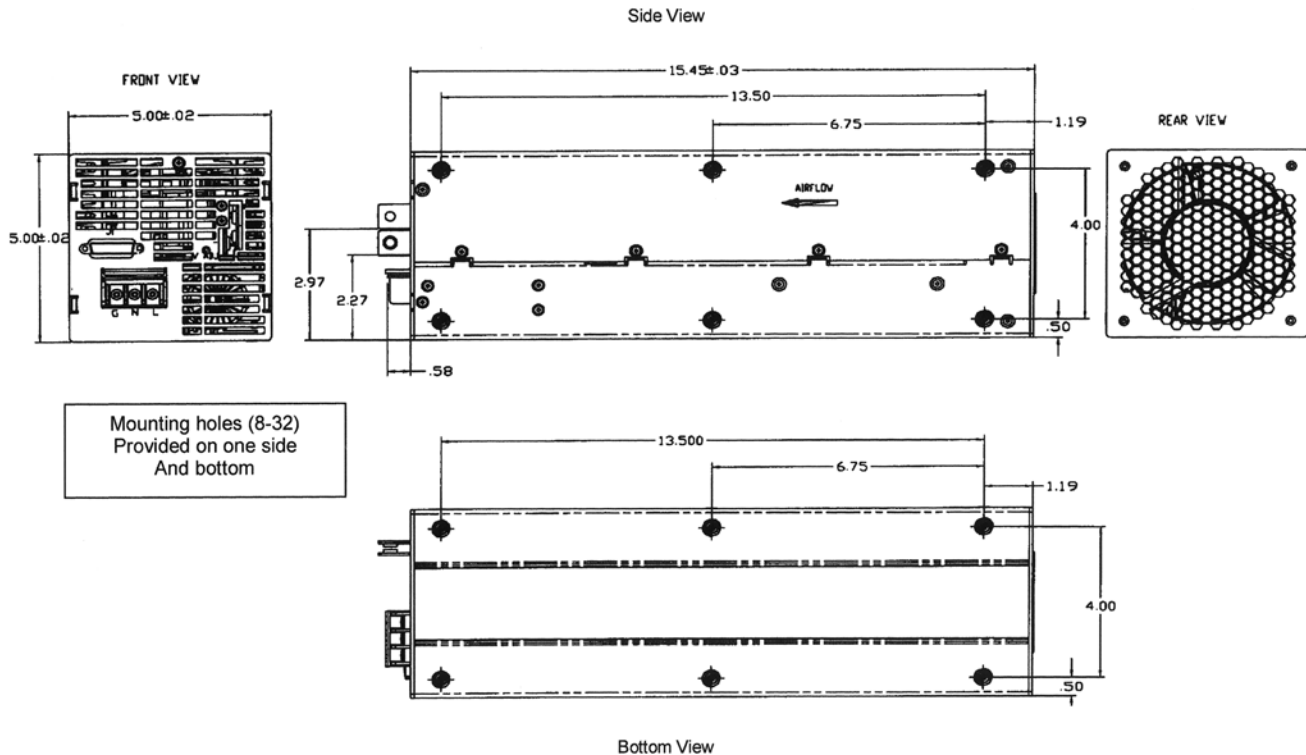 Side View
FRONT VIEW
5.00±.02
5.00±.02
G N L
15.45±.03
13.50
6.75
1.19
AIRFLOW
4.00
2.97
2.27
.50
.58
REAR VIEW
Mounting holes (8-32)
Provided on one side
And bottom
13.500
6.75
1.19
4.00
.50
Bottom View